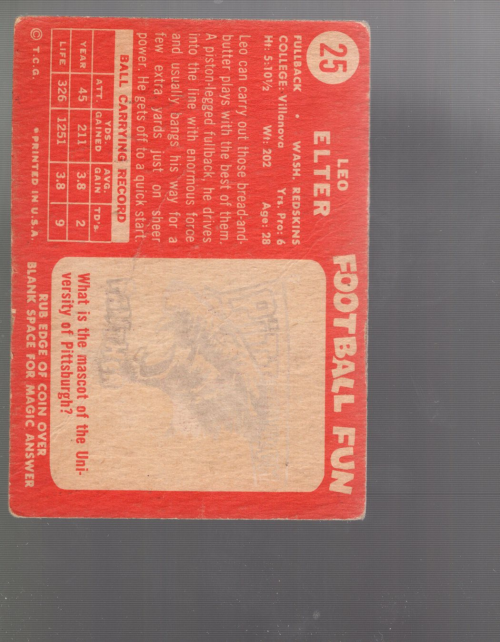 25
LEO
ELTER
FULLBACK * WASH. REDSKINS
COLLEGE: Villanova Yrs. Pro: 6
Ht: 5:10½ Wt: 202 Age: 28
Leo can carry out those bread-and-
butter plays with the best of them.
A piston-legged fullback, he drives
into the line with enormous force
and usually bangs his way for a
few extra yards just on sheer
power. He gets off to a quick start.
BALL CARRYING RECORD
YEAR ATT. YDS GAINED AVG. GAIN TD's
YEAR 45 211 3.8 2
LIFE 326 1251 3.8 9
© T.C.G. *PRINTED IN U.S.A.
FOOTBALL FUN
What is the mascot of the Uni-
versity of Pittsburgh?
RUB EDGE OF COIN OVER
BLANK SPACE FOR MAGIC ANSWER